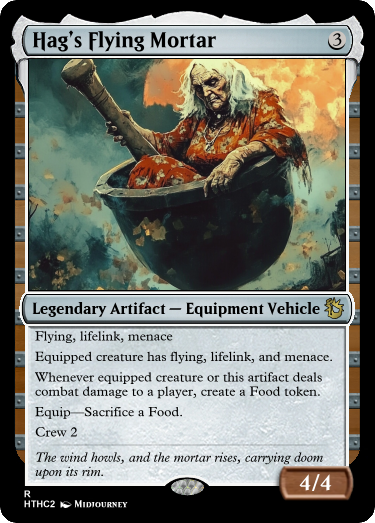 Hag's Flying Mortar 3
Legendary Artifact — Equipment Vehicle
Flying, lifelink, menace
Equipped creature has flying, lifelink, and menace.
Whenever equipped creature or this artifact deals
combat damage to a player, create a Food token.
Equip—Sacrifice a Food.
Crew 2
The wind howls, and the mortar rises, carrying doom
upon its rim.
4/4
R
HTHC2 Midjourney